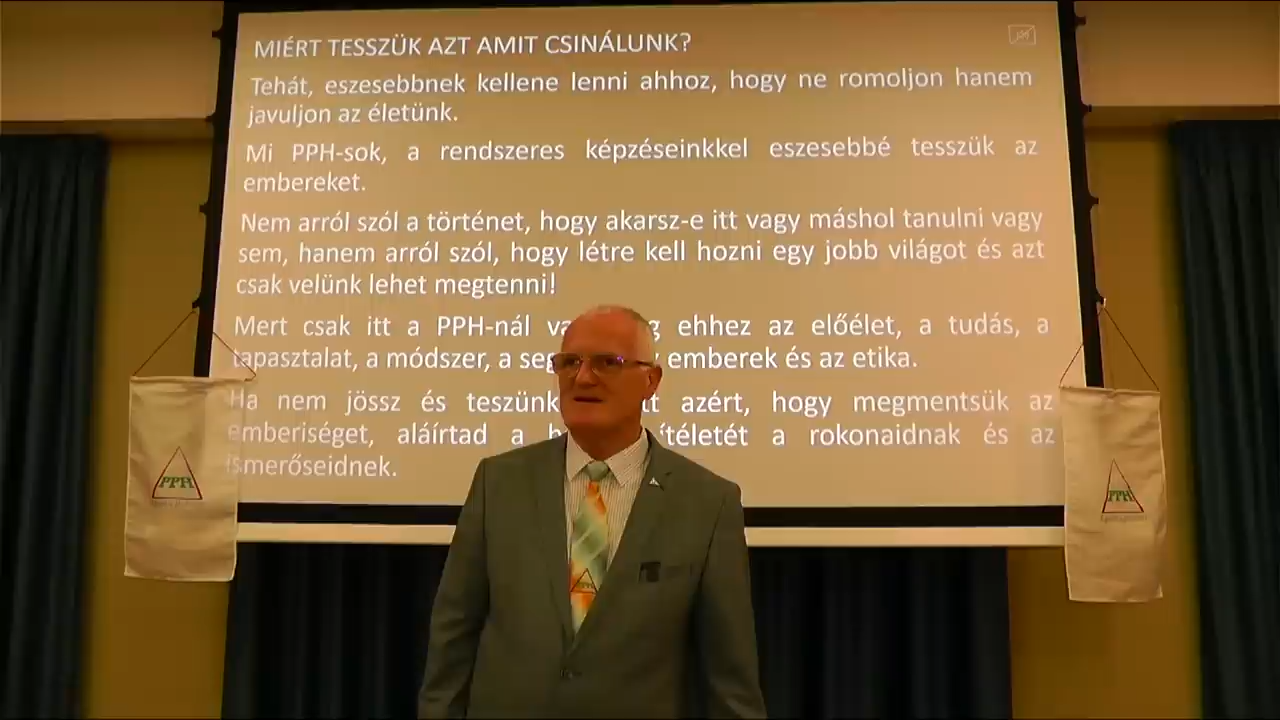 MIÉRT TESSZÜK AZT AMIT CSINÁLUNK?
Tehát, eszesebbnek kellene lenni ahhoz, hogy ne romoljon hanem
javuljon az életünk.
Mi PPH-sok, a rendszeres képzéseinkkel eszesebbé tesszük az
embereket.
Nem arról szól a történet, hogy akarsz-e itt vagy máshol tanulni vagy
sem, hanem arról szól, hogy létre kell hozni egy jobb világot és azt
csak velünk lehet megtenni!
Mert csak itt a PPH-nál ehhez az előélet, a tudás, a
tapasztalat, a módszer, a emberek és az etika.
Ha nem jössz és teszünk azért, hogy megmentsük az
emberiséget, aláírtad a rokonaidnak és az
ismerőseidnek.
PPH
PPH
PPH